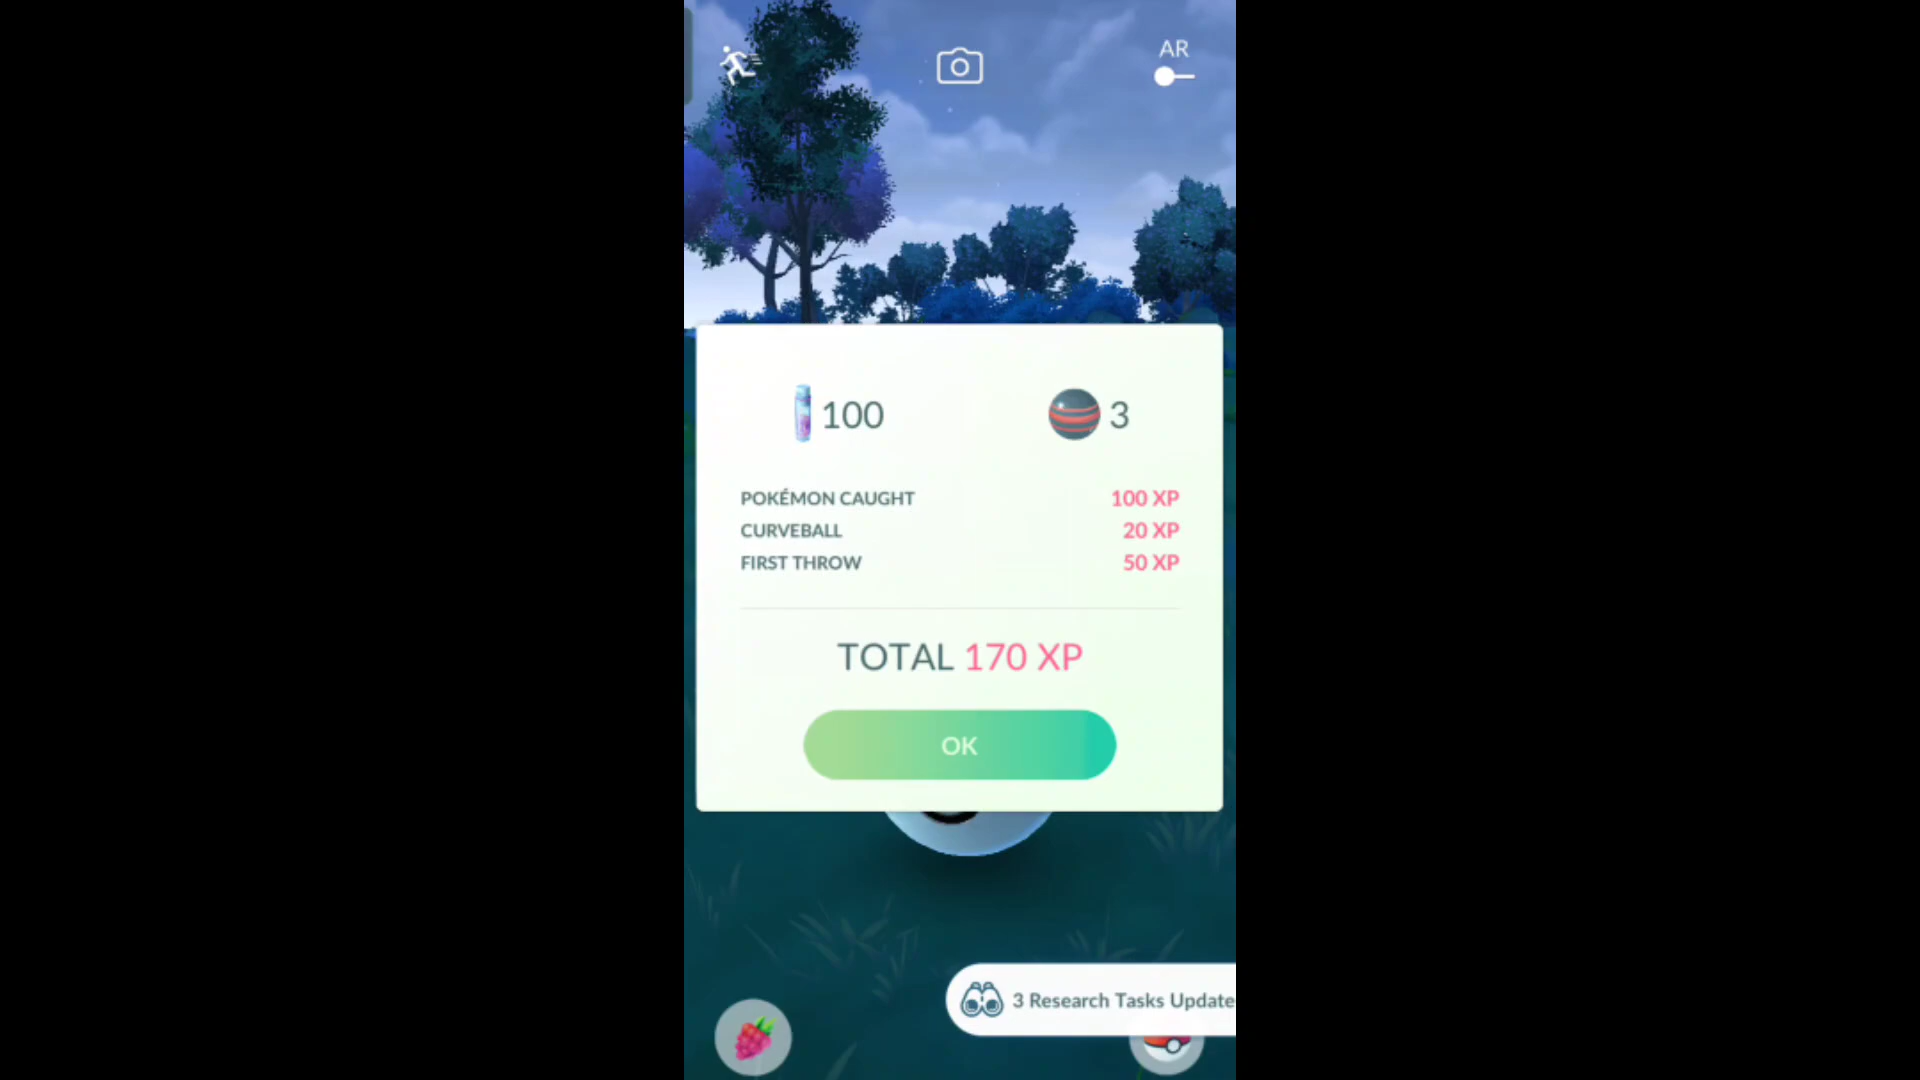 AR
100
3
POKÉMON CAUGHT 100 XP
CURVEBALL 20 XP
FIRST THROW 50 XP
TOTAL 170 XP
OK
3 Research Tasks Update